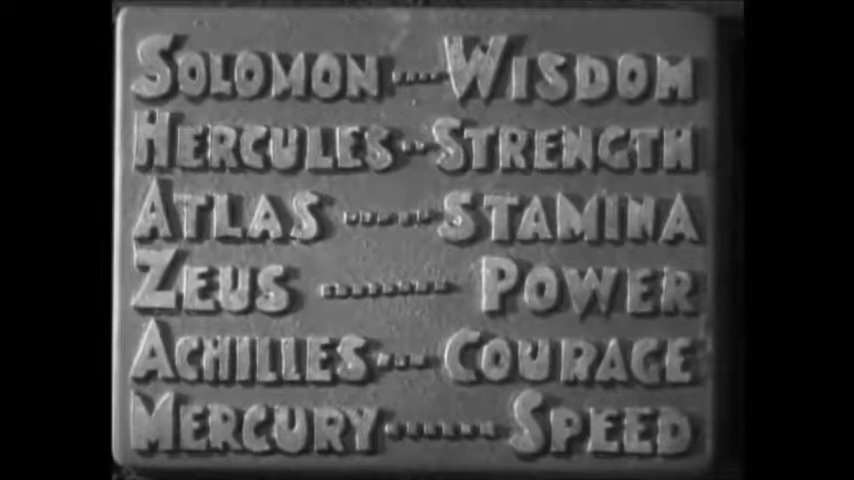 SOLOMON.....WISDOM
HERCULES..STRENGTH
ATLAS......STAMINA
ZEUS.........POWER
ACHILLES...COURAGE
MERCURY.......SPEED